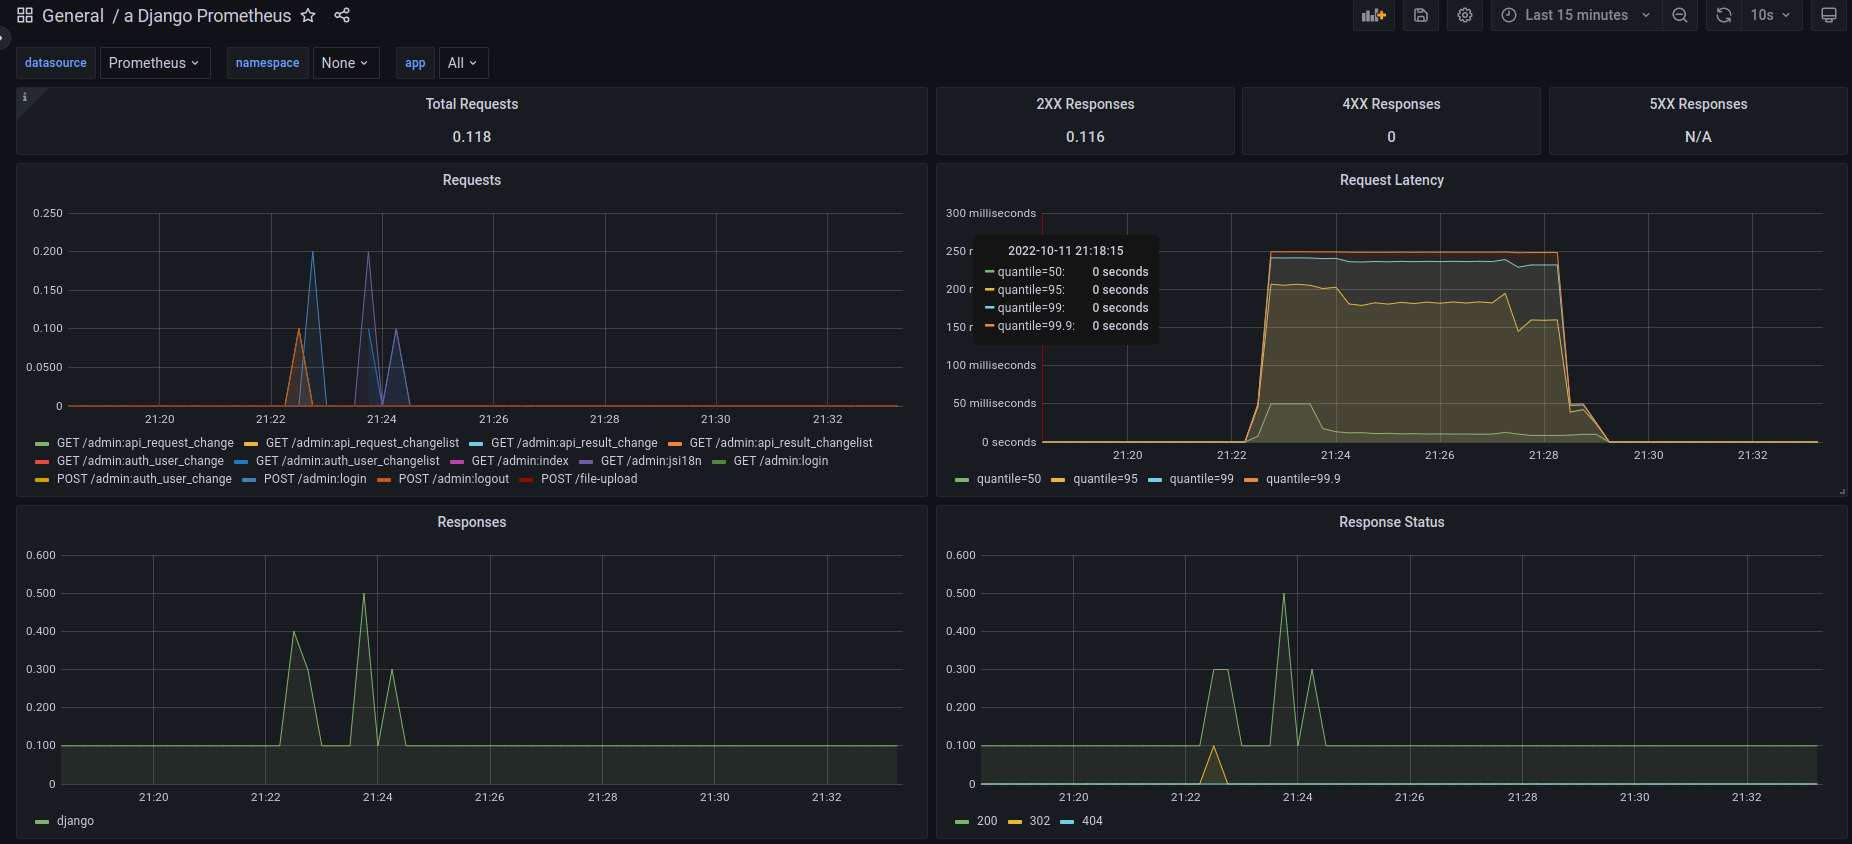 General / a Django Prometheus
Last 15 minutes
10s
datasource Prometheus namespace None app All
i
Total Requests
0.118
2XX Responses
0.116
4XX Responses
0
5XX Responses
N/A
Requests
0.250
0.200
0.150
0.100
0.0500
0
21:20 21:22 21:24 21:26 21:28 21:30 21:32
GET /admin:api_request_change GET /admin:api_request_changelist GET /admin:api_result_change GET /admin:api_result_changelist
GET /admin:auth_user_change GET /admin:auth_user_changelist GET /admin:index GET /admin:jsi18n GET /admin:login
POST /admin:auth_user_change POST /admin:login POST /admin:logout POST /file-upload
Request Latency
300 milliseconds
250
200
150
100 milliseconds
50 milliseconds
0 seconds
2022-10-11 21:18:15
quantile=50: 0 seconds
quantile=95: 0 seconds
quantile=99: 0 seconds
quantile=99.9: 0 seconds
21:20 21:22 21:24 21:26 21:28 21:30 21:32
quantile=50 quantile=95 quantile=99 quantile=99.9
Responses
0.600
0.500
0.400
0.300
0.200
0.100
0
21:20 21:22 21:24 21:26 21:28 21:30 21:32
django
Response Status
0.600
0.500
0.400
0.300
0.200
0.100
0
21:20 21:22 21:24 21:26 21:28 21:30 21:32
200 302 404